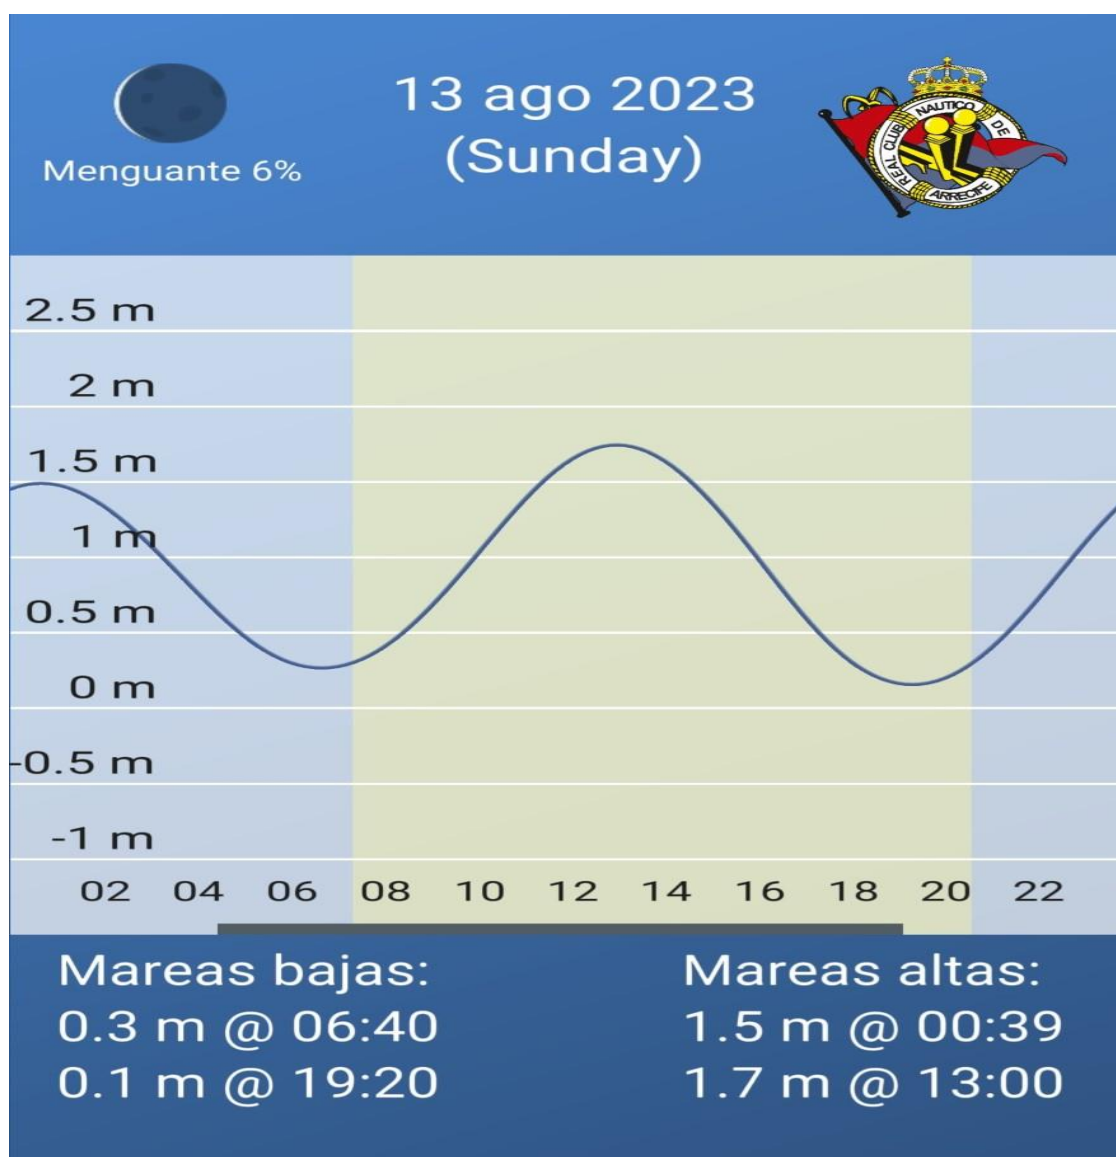 13 ago 2023
(Sunday)
Menguante 6%
REAL CLUB NAUTICO DE
ARRECIFE
2.5 m
2 m
1.5 m
1 m
0.5 m
0 m
-0.5 m
-1 m
02 04 06 08 10 12 14 16 18 20 22
Mareas bajas:
0.3 m @ 06:40
0.1 m @ 19:20
Mareas altas:
1.5 m @ 00:39
1.7 m @ 13:00